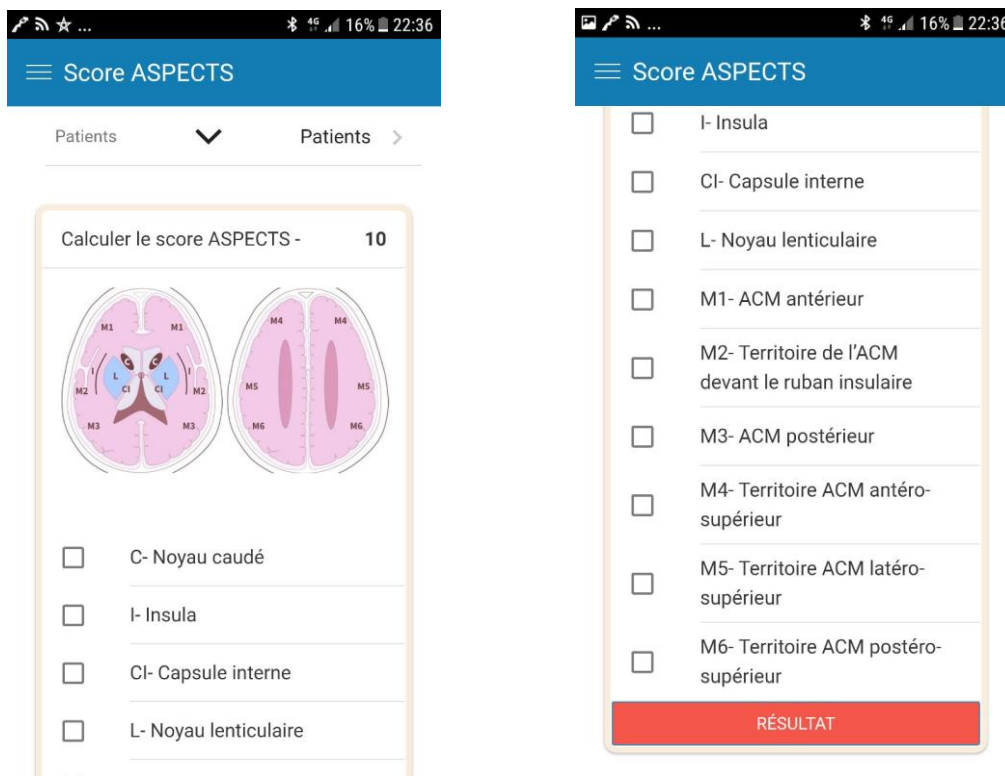 ... 4G 16% 22:36
Score ASPECTS
Patients Patients
Calculer le score ASPECTS - 10
M1 M1 M4 M4
C C
I L L I
M2 CI CI M2 M5 M5
M3 M3 M6 M6
C- Noyau caudé
I- Insula
CI- Capsule interne
L- Noyau lenticulaire
... 4G 16% 22:36
Score ASPECTS
I- Insula
CI- Capsule interne
L- Noyau lenticulaire
M1- ACM antérieur
M2- Territoire de l’ACM
devant le ruban insulaire
M3- ACM postérieur
M4- Territoire ACM antéro-
supérieur
M5- Territoire ACM latéro-
supérieur
M6- Territoire ACM postéro-
supérieur
RÉSULTAT